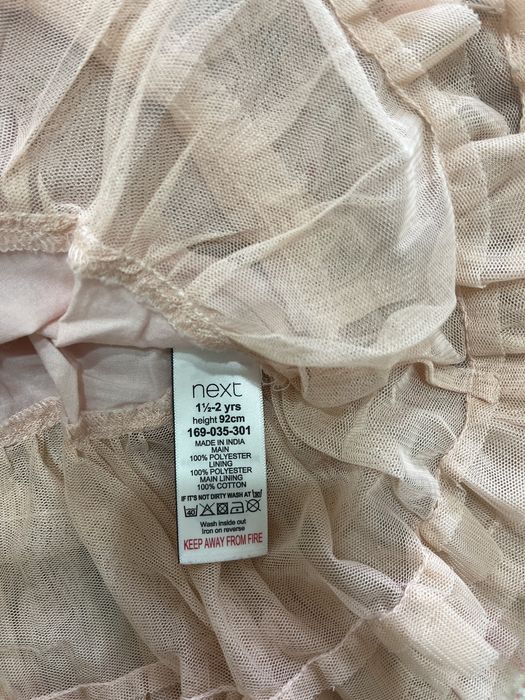 next
1½-2 yrs
height 92cm
169-035-301
MADE IN INDIA
MAIN
100% POLYESTER
LINING
100% POLYESTER
MAIN LINING
100% COTTON
IF IT'S NOT DIRTY WASH AT 30
40
Wash inside out
Iron on reverse
KEEP AWAY FROM FIRE